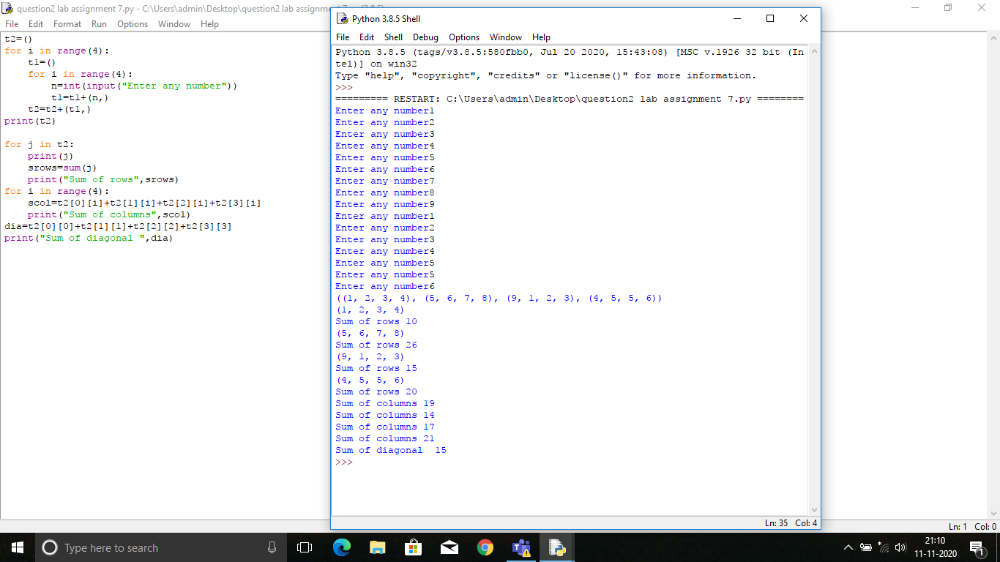 question2 lab assignment 7.py - C:\Users\admin\Desktop\question2 lab assignment
File Edit Format Run Options Window Help
t2=()
for i in range(4):
    t1=()
    for i in range(4):
        n=int(input("Enter any number"))
        t1=t1+(n,)
    t2=t2+(t1,)
print(t2)
for j in t2:
    print(j)
    srows=sum(j)
    print("Sum of rows",srows)
for i in range(4):
    scol=t2[0][i]+t2[1][i]+t2[2][i]+t2[3][i]
    print("Sum of columns",scol)
dia=t2[0][0]+t2[1][1]+t2[2][2]+t2[3][3]
print("Sum of diagonal ",dia)
Python 3.8.5 Shell
File Edit Shell Debug Options Window Help
Python 3.8.5 (tags/v3.8.5:580fbb0, Jul 20 2020, 15:43:08) [MSC v.1926 32 bit (In
tel)] on win32
Type "help", "copyright", "credits" or "license()" for more information.
>>>
========= RESTART: C:\Users\admin\Desktop\question2 lab assignment 7.py ========
Enter any number1
Enter any number2
Enter any number3
Enter any number4
Enter any number5
Enter any number6
Enter any number7
Enter any number8
Enter any number9
Enter any number1
Enter any number2
Enter any number3
Enter any number4
Enter any number5
Enter any number5
Enter any number6
((1, 2, 3, 4), (5, 6, 7, 8), (9, 1, 2, 3), (4, 5, 5, 6))
(1, 2, 3, 4)
Sum of rows 10
(5, 6, 7, 8)
Sum of rows 26
(9, 1, 2, 3)
Sum of rows 15
(4, 5, 5, 6)
Sum of rows 20
Sum of columns 19
Sum of columns 14
Sum of columns 17
Sum of columns 21
Sum of diagonal  15
>>>
Ln: 35 Col: 4
Ln: 1 Col: 0
Type here to search
21:10
11-11-2020
1